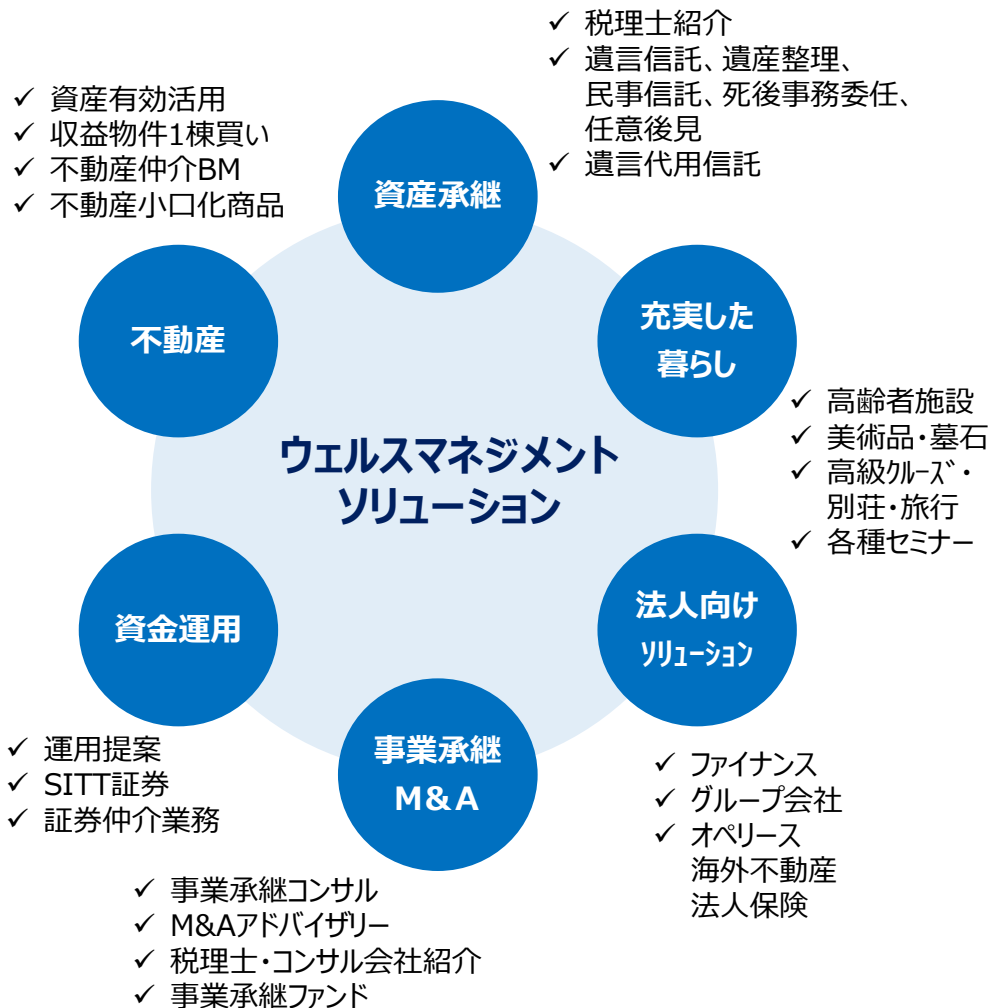 ✓ 税理士紹介
✓ 遺言信託、遺産整理、
民事信託、死後事務委任、
任意後見
✓ 遺言代用信託
✓ 資産有効活用
✓ 収益物件1棟買い
✓ 不動産仲介BM
✓ 不動産小口化商品
資産承継
不動産
充実した
暮らし
✓ 高齢者施設
✓ 美術品・墓石
✓ 高級ｸﾙｰｽﾞ・
別荘・旅行
✓ 各種セミナー
ウェルスマネジメント
ソリューション
資金運用
法人向け
ｿﾘｭｰｼｮﾝ
✓ 運用提案
✓ SITT証券
✓ 証券仲介業務
事業承継
M&A
✓ ファイナンス
✓ グループ会社
✓ オペリース
海外不動産
法人保険
✓ 事業承継コンサル
✓ M&Aアドバイザリー
✓ 税理士・コンサル会社紹介
✓ 事業承継ファンド